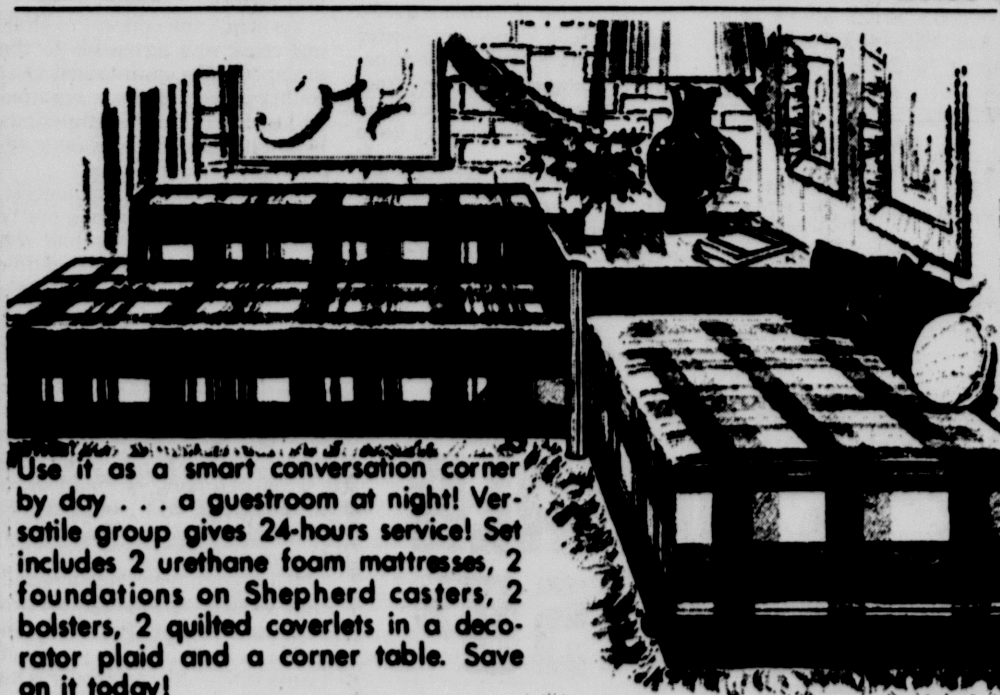 Use it as a smart conversation corner
by day . . . a guestroom at night! Ver-
satile group gives 24-hours service! Set
includes 2 urethane foam mattresses, 2
foundations on Shepherd casters, 2
bolsters, 2 quilted coverlets in a deco-
rator plaid and a corner table. Save
on it today!